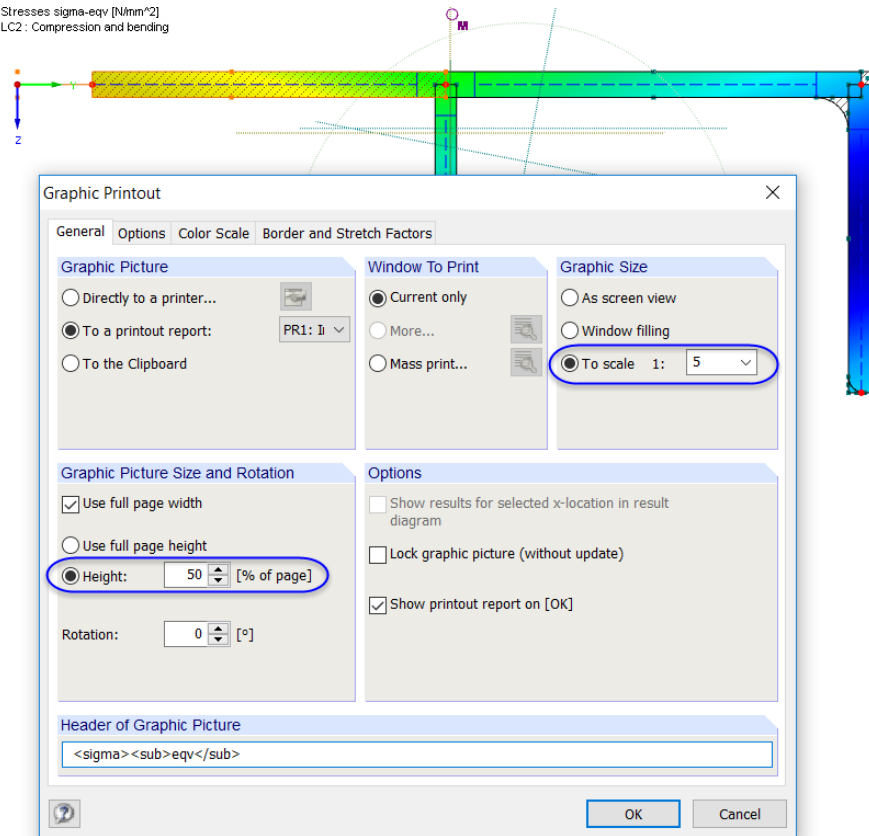 Stresses sigma-eqv [N/mm^2]
LC2 : Compression and bending
M
Y
Z
Graphic Printout
General Options Color Scale Border and Stretch Factors
Graphic Picture
Directly to a printer...
To a printout report: PR1: I
To the Clipboard
Window To Print
Current only
More...
Mass print...
Graphic Size
As screen view
Window filling
To scale 1: 5
Graphic Picture Size and Rotation
Use full page width
Use full page height
Height: 50 [% of page]
Rotation: 0 [°]
Options
Show results for selected x-location in result
diagram
Lock graphic picture (without update)
Show printout report on [OK]
Header of Graphic Picture
<sigma><sub>eqv</sub>
OK Cancel